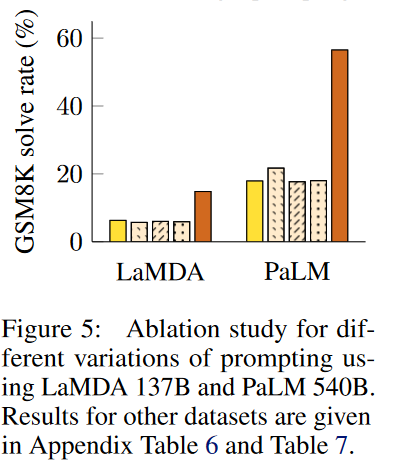 GSM8K solve rate (%)
60
40
20
0
LaMDA PaLM
Figure 5: Ablation study for dif-
ferent variations of prompting us-
ing LaMDA 137B and PaLM 540B.
Results for other datasets are given
in Appendix Table 6 and Table 7.